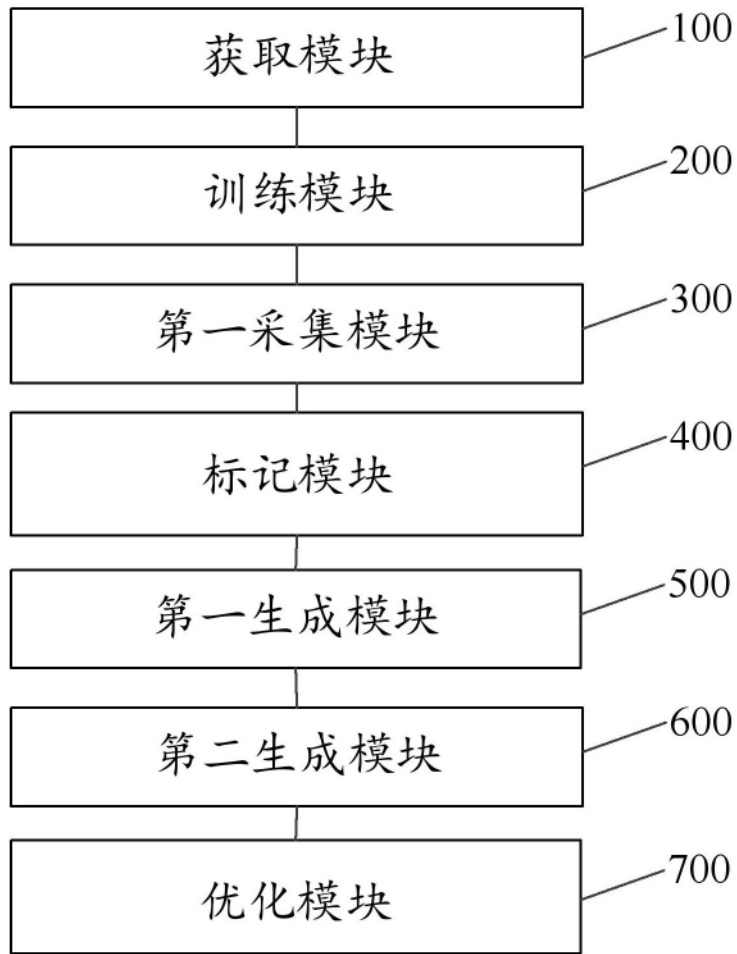 获取模块
100
训练模块
200
第一采集模块
300
标记模块
400
第一生成模块
500
第二生成模块
600
优化模块
700